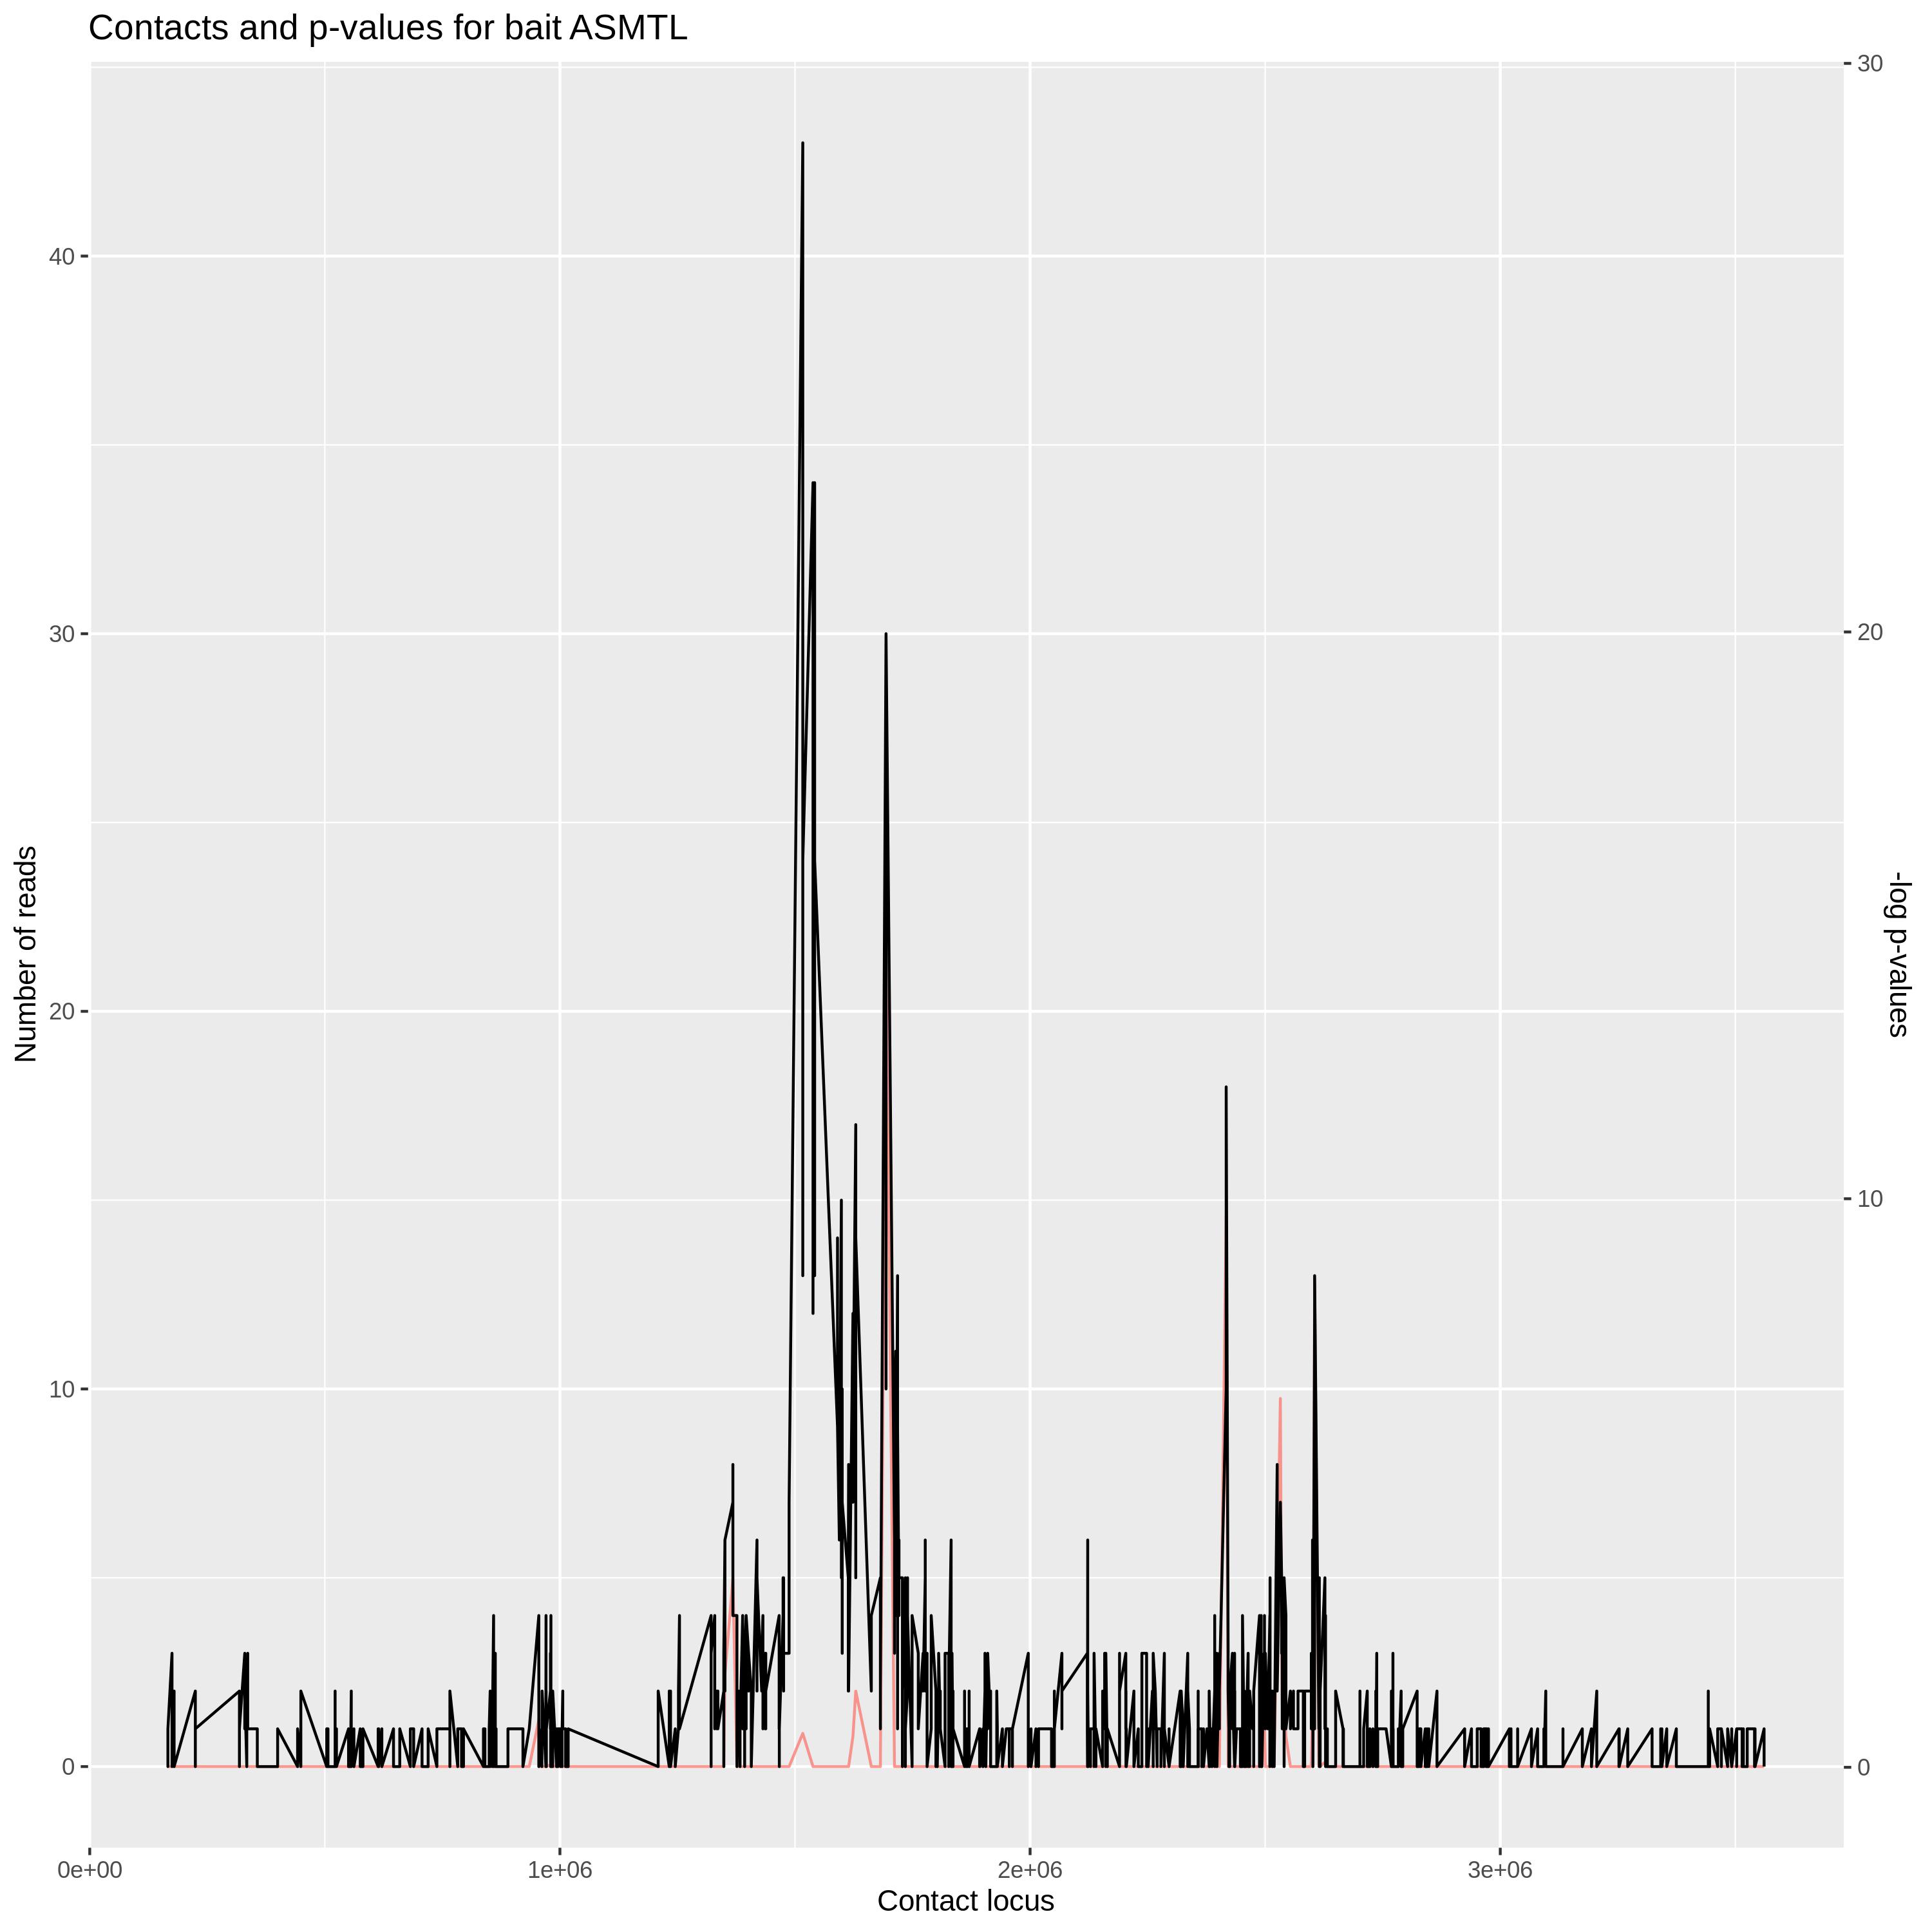 Contacts and p-values for bait ASMTL
30
40
30
20
20
10
10
0
0
Number of reads
-log p-values
0e+00 1e+06 2e+06 3e+06
Contact locus